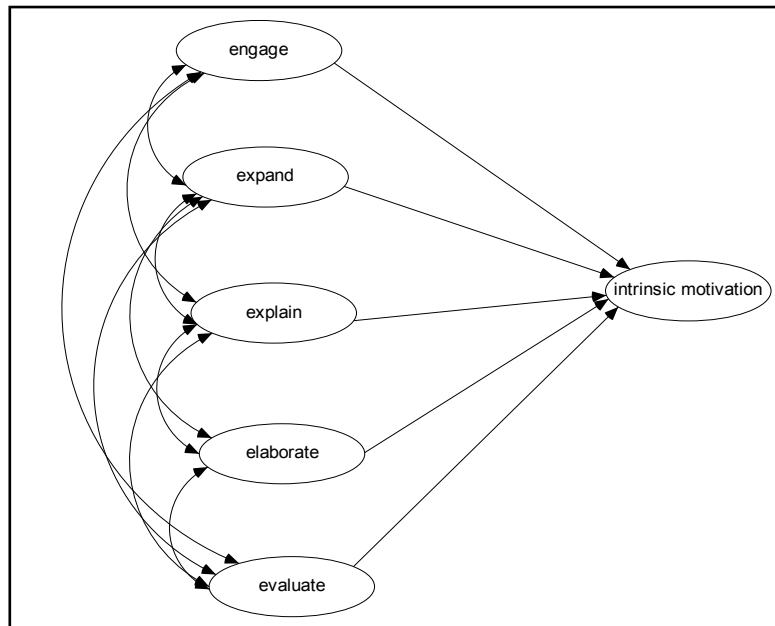 engage
expand
explain
elaborate
evaluate
intrinsic motivation